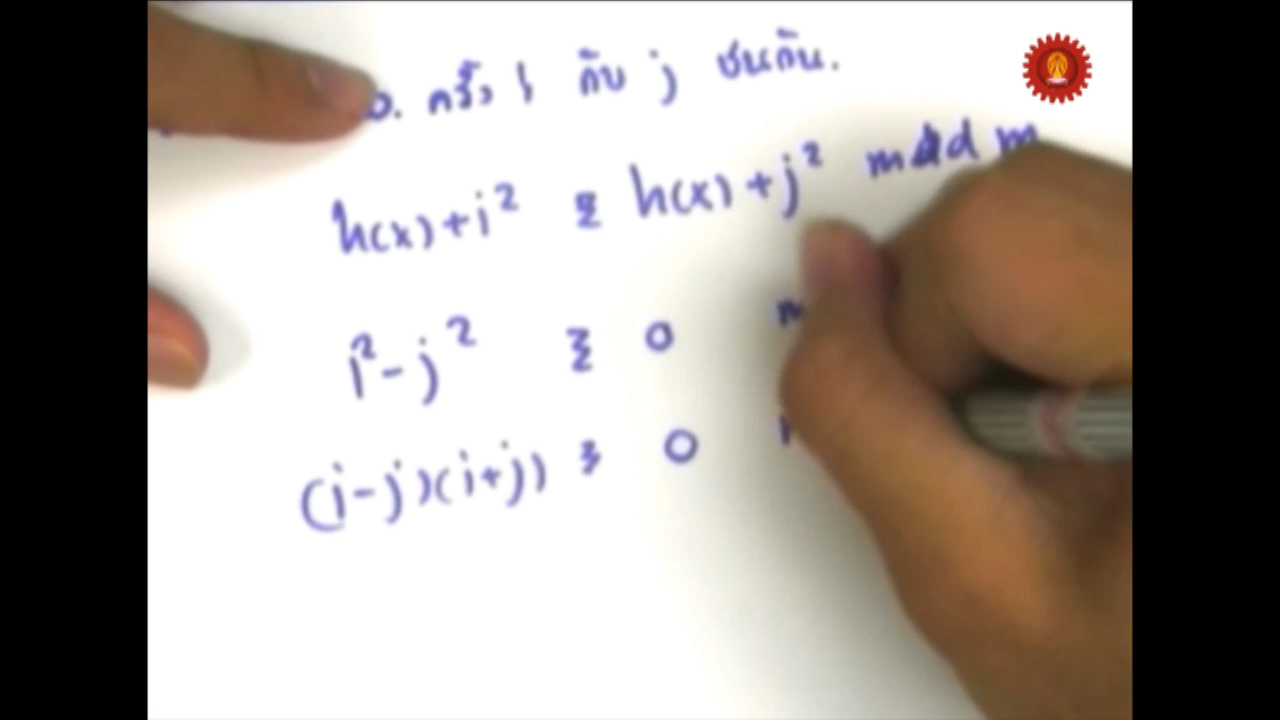 ครั้ง i กับ j ชนกัน.
h(x)+i² ≡ h(x)+j² mod m
i²-j² ≡ 0 m
(i-j)(i+j) ≡ 0